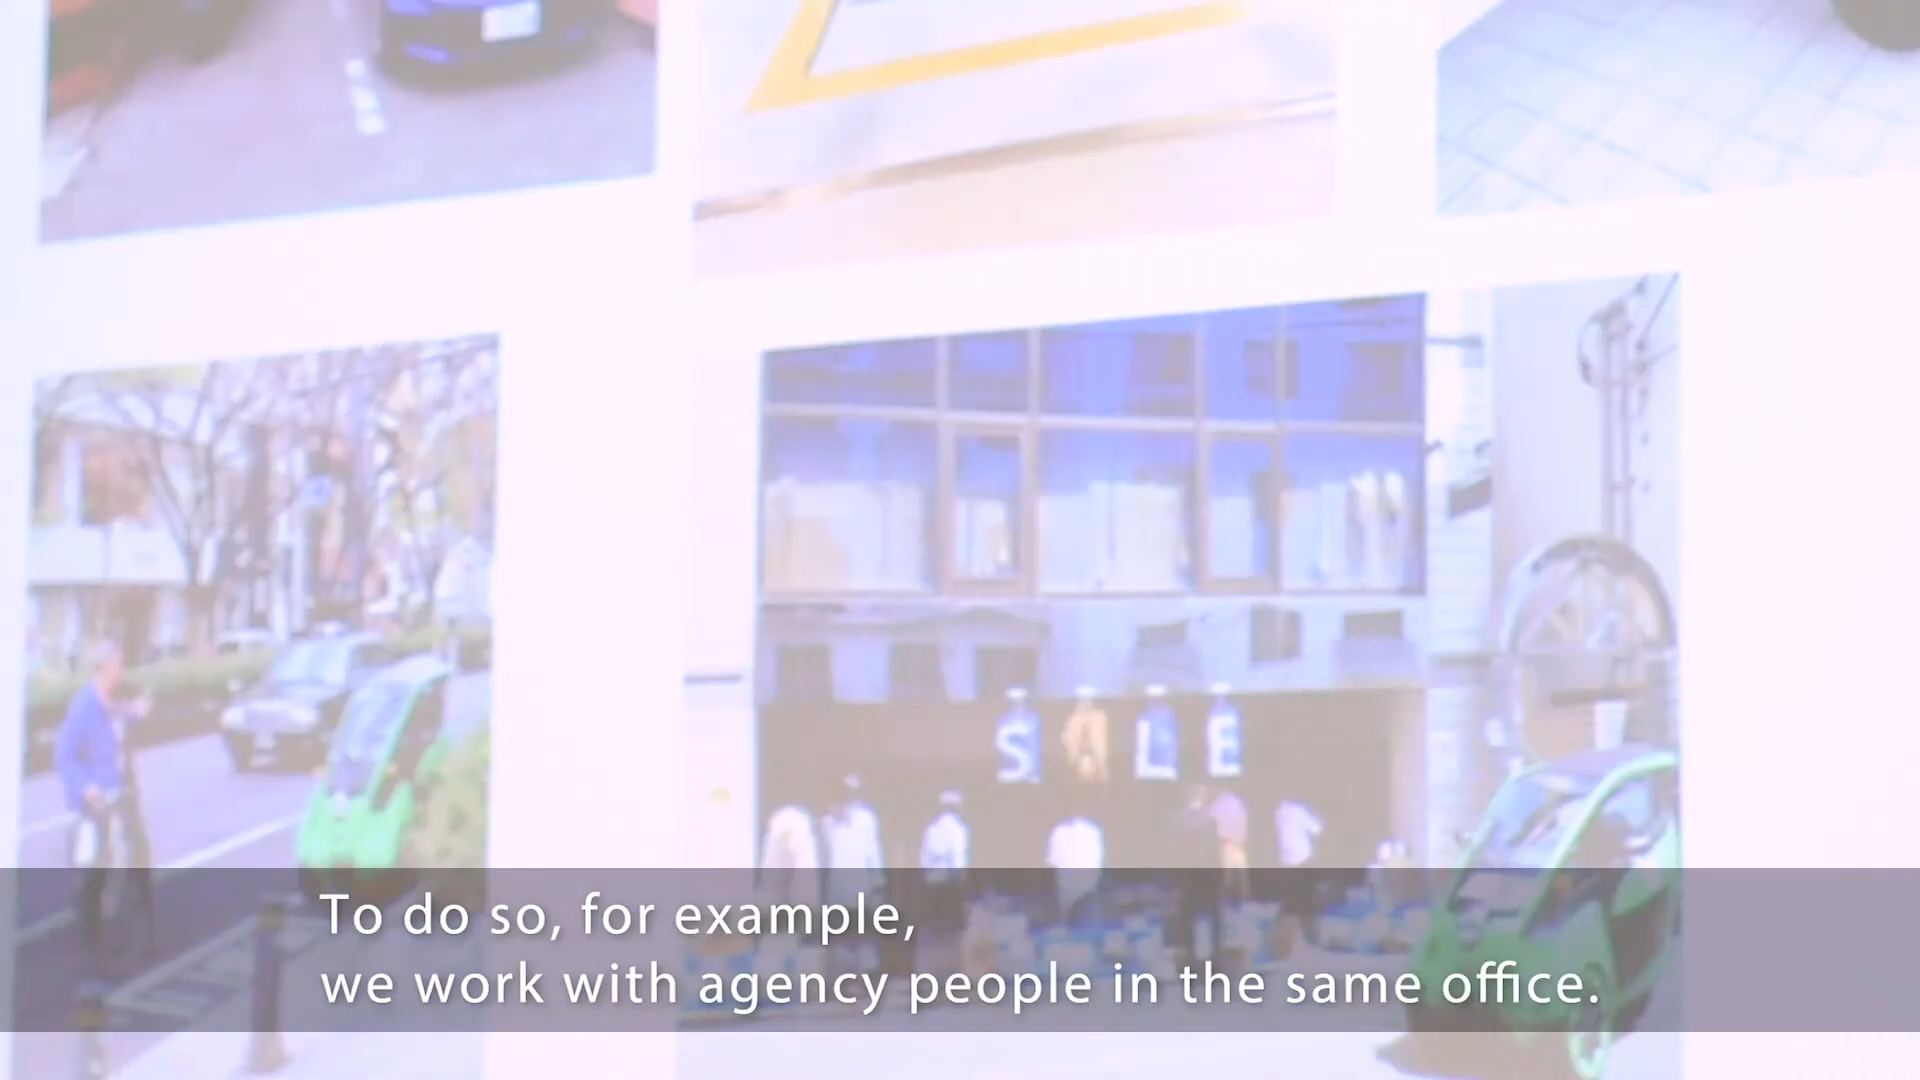 SALE
To do so, for example,
we work with agency people in the same office.